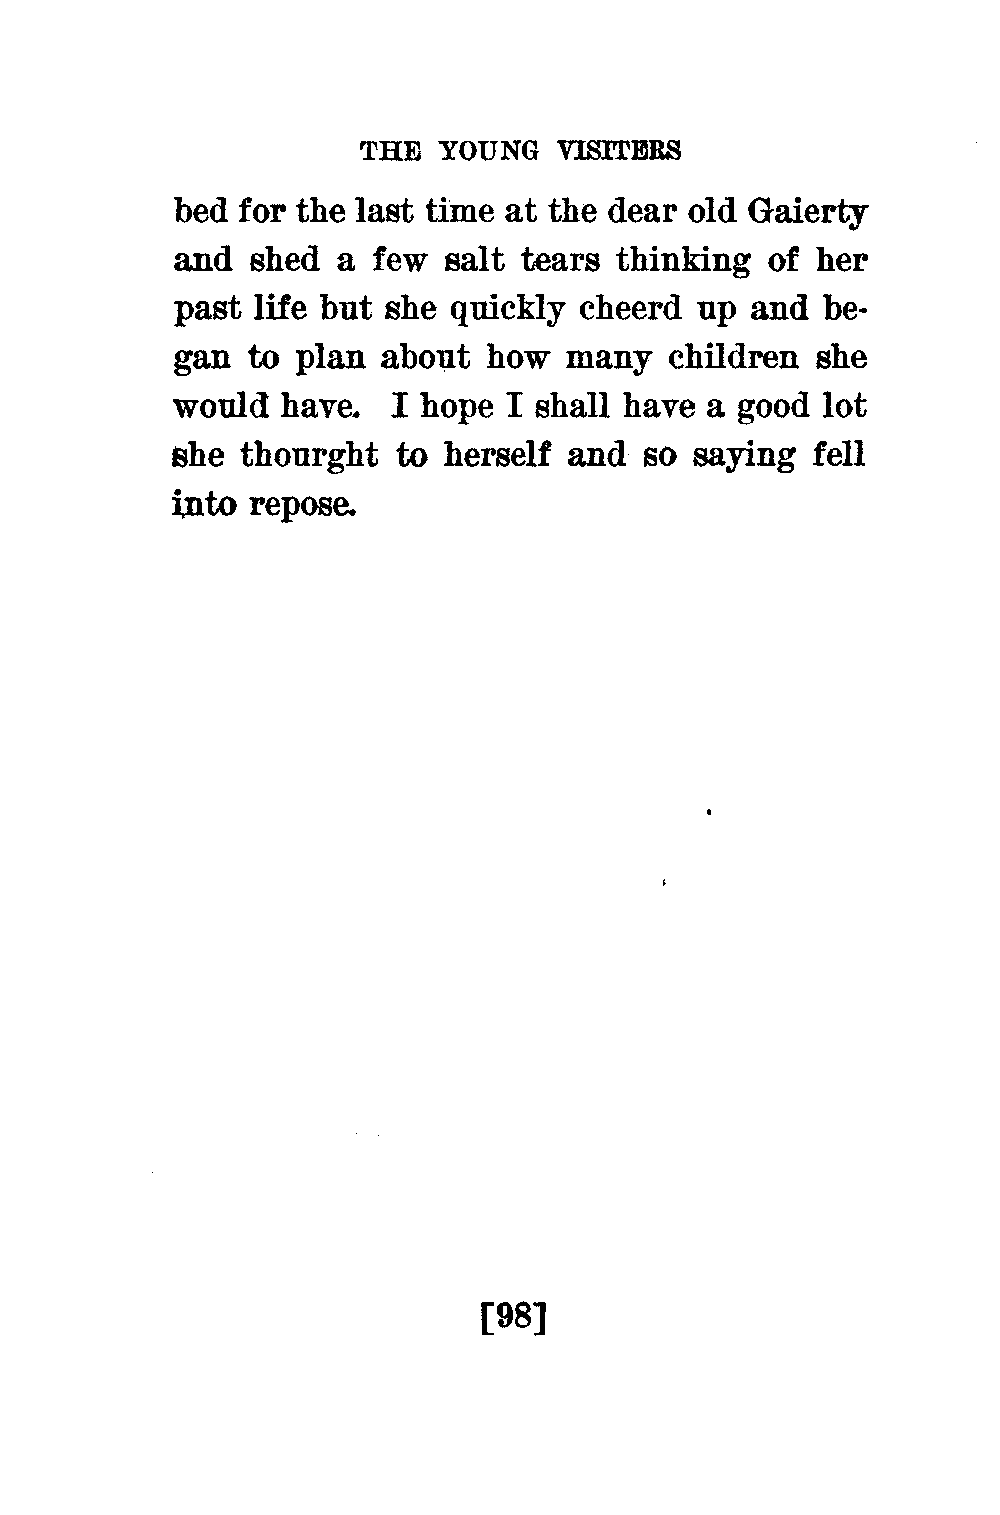 THE YOUNG VISITERS
bed for the last time at the dear old Gaierty
and shed a few salt tears thinking of her
past life but she quickly cheerd up and be-
gan to plan about how many children she
would have. I hope I shall have a good lot
she thourght to herself and so saying fell
into repose.
[98]